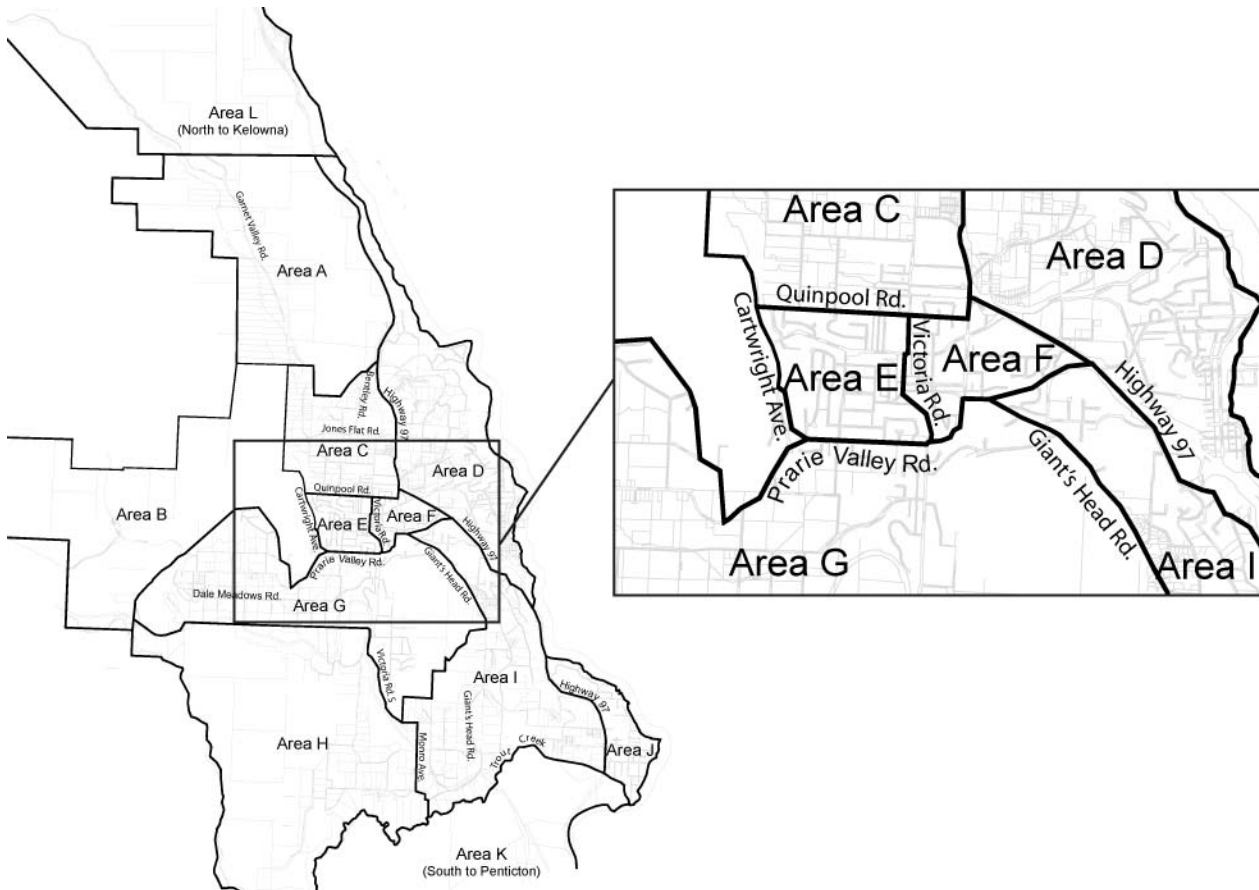 Area L
(North to Kelowna)
Garnet Valley Rd.
Area A
Bentley Rd.
Highway 97
Jones Flat Rd.
Area C
Area D
Quinpool Rd.
Area B
Cartwright Ave.
Area E
Victoria Rd.
Area F
Highway 97
Prarie Valley Rd.
Giant's Head Rd.
Dale Meadows Rd.
Area G
Victoria Rd. S
Area I
Highway 97
Giant's Head Rd.
Area H
Monro Ave.
Trout Creek
Area J
Area K
(South to Penticton)
Area C
Area D
Quinpool Rd.
Cartwright Ave.
Area E
Victoria Rd.
Area F
Highway 97
Prarie Valley Rd.
Giant's Head Rd.
Area G
Area I